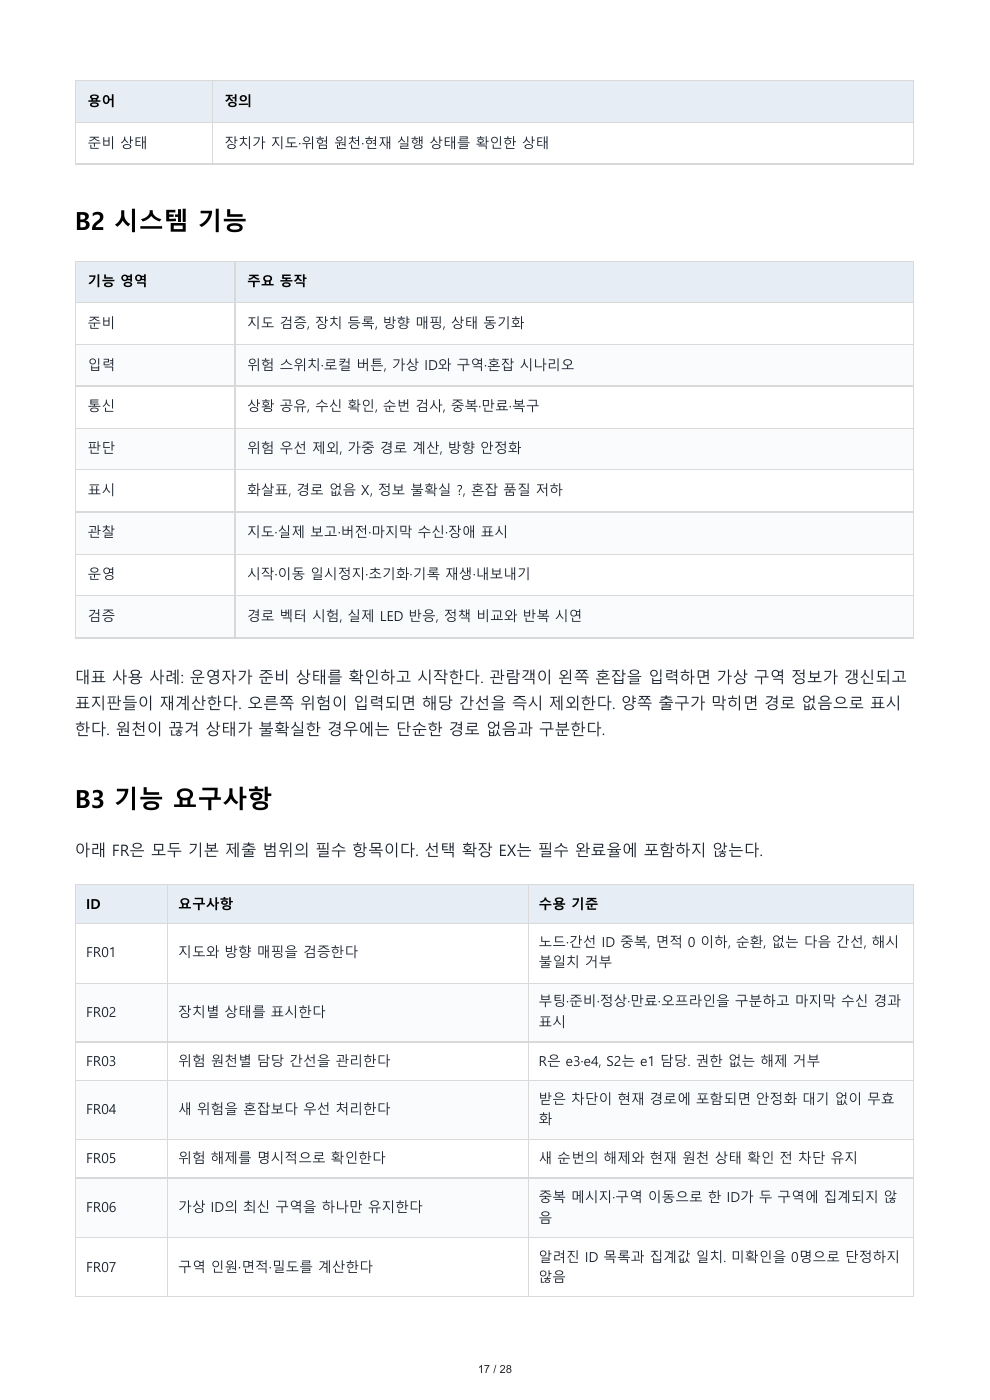 용어 정의
준비 상태 장치가 지도·위험 원천·현재 실행 상태를 확인한 상태
B2 시스템 기능
기능 영역 주요 동작
준비 지도 검증, 장치 등록, 방향 매핑, 상태 동기화
입력 위험 스위치·로컬 버튼, 가상 ID와 구역·혼잡 시나리오
통신 상황 공유, 수신 확인, 순번 검사, 중복·만료·복구
판단 위험 우선 제외, 가중 경로 계산, 방향 안정화
표시 화살표, 경로 없음 X, 정보 불확실 ?, 혼잡 품질 저하
관찰 지도·실제 보고·버전·마지막 수신·장애 표시
운영 시작·이동 일시정지·초기화·기록 재생·내보내기
검증 경로 벡터 시험, 실제 LED 반응, 정책 비교와 반복 시연
대표 사용 사례: 운영자가 준비 상태를 확인하고 시작한다. 관람객이 왼쪽 혼잡을 입력하면 가상 구역 정보가 갱신되고
표지판들이 재계산한다. 오른쪽 위험이 입력되면 해당 간선을 즉시 제외한다. 양쪽 출구가 막히면 경로 없음으로 표시
한다. 원천이 끊겨 상태가 불확실한 경우에는 단순한 경로 없음과 구분한다.
B3 기능 요구사항
아래 FR은 모두 기본 제출 범위의 필수 항목이다. 선택 확장 EX는 필수 완료율에 포함하지 않는다.
ID 요구사항 수용 기준
FR01 지도와 방향 매핑을 검증한다 노드·간선 ID 중복, 면적 0 이하, 순환, 없는 다음 간선, 해시
불일치 거부
FR02 장치별 상태를 표시한다 부팅·준비·정상·만료·오프라인을 구분하고 마지막 수신 경과
표시
FR03 위험 원천별 담당 간선을 관리한다 R은 e3·e4, S2는 e1 담당. 권한 없는 해제 거부
FR04 새 위험을 혼잡보다 우선 처리한다 받은 차단이 현재 경로에 포함되면 안정화 대기 없이 무효
화
FR05 위험 해제를 명시적으로 확인한다 새 순번의 해제와 현재 원천 상태 확인 전 차단 유지
FR06 가상 ID의 최신 구역을 하나만 유지한다 중복 메시지·구역 이동으로 한 ID가 두 구역에 집계되지 않
음
FR07 구역 인원·면적·밀도를 계산한다 알려진 ID 목록과 집계값 일치. 미확인을 0명으로 단정하지
않음
17 / 28